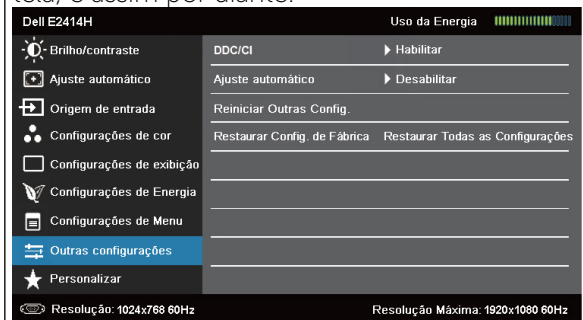 tela, e assim por diante.
Dell E2414H Uso da Energia
Brilho/contraste DDC/CI Habilitar
Ajuste automático Ajuste automático Desabilitar
Origem de entrada Reiniciar Outras Config.
Configurações de cor Restaurar Config. de Fábrica Restaurar Todas as Configurações
Configurações de exibição
Configurações de Energia
Configurações de Menu
Outras configurações
Personalizar
Resolução: 1024x768 60Hz Resolução Máxima: 1920x1080 60Hz